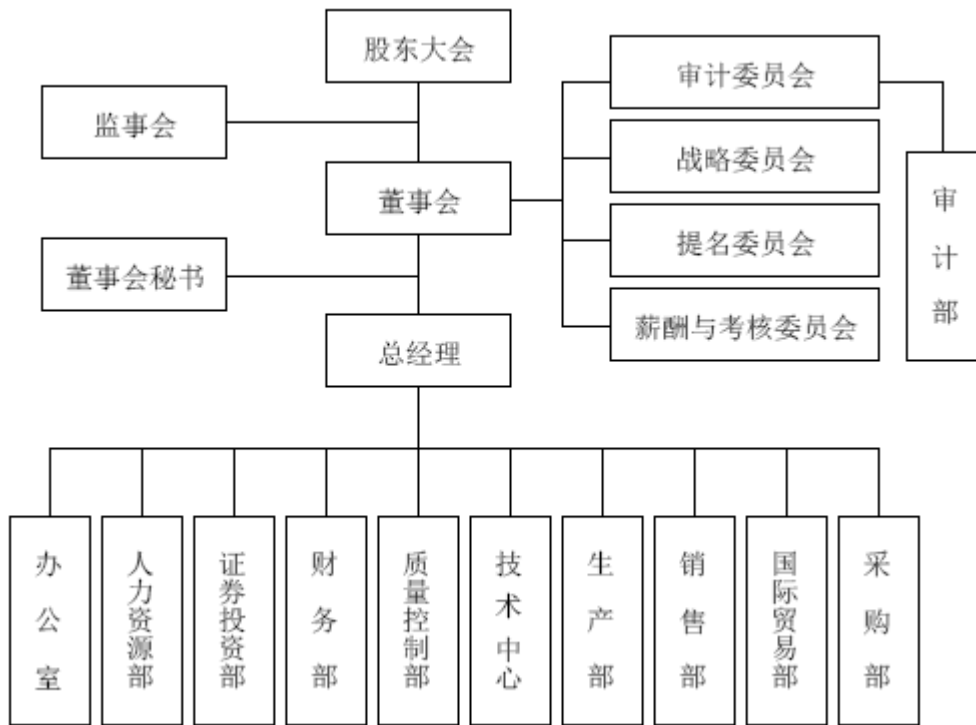 股东大会
监事会
董事会
董事会秘书
总经理
审计委员会
战略委员会
提名委员会
薪酬与考核委员会
审计部
办公室
人力资源部
证券投资部
财务部
质量控制部
技术中心
生产部
销售部
国际贸易部
采购部